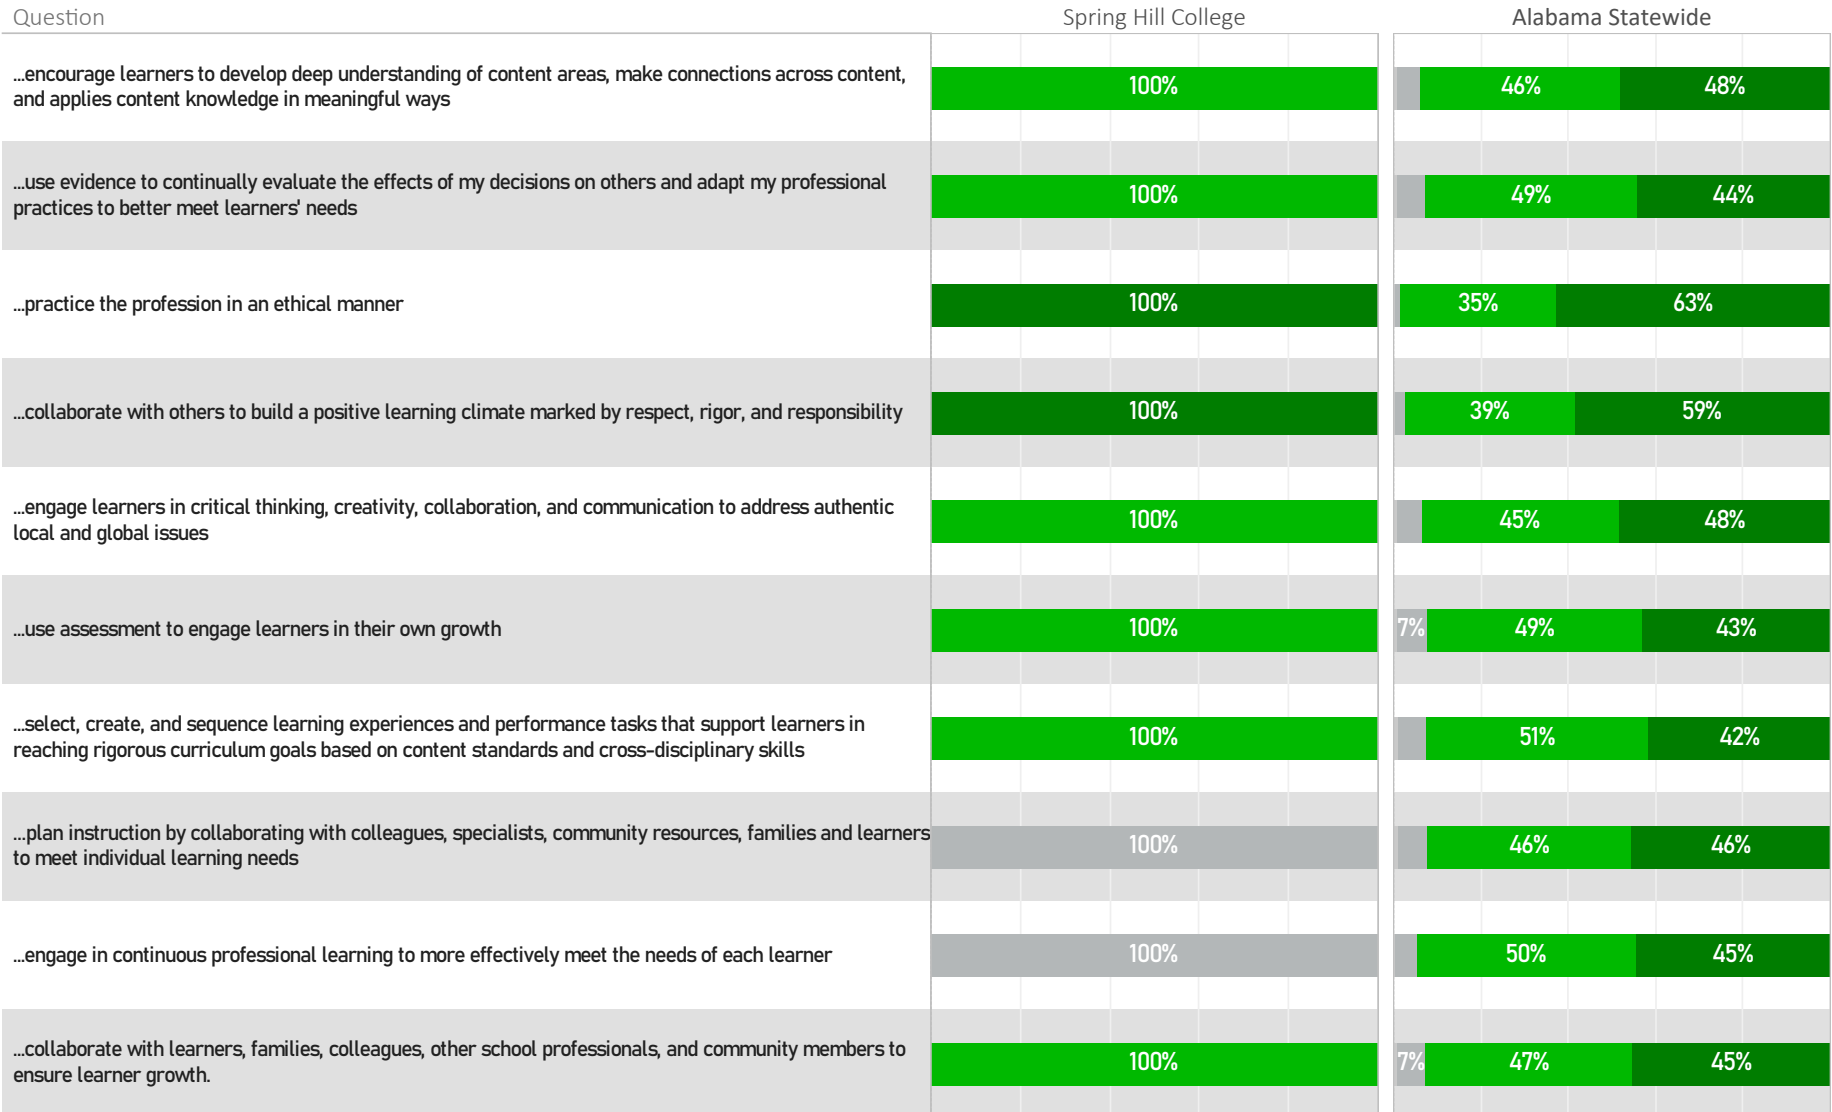 Question Spring Hill College Alabama Statewide
...encourage learners to develop deep understanding of content areas, make connections across content,
and applies content knowledge in meaningful ways
100% 46% 48%
...use evidence to continually evaluate the effects of my decisions on others and adapt my professional
practices to better meet learners' needs
100% 49% 44%
...practice the profession in an ethical manner 100% 35% 63%
...collaborate with others to build a positive learning climate marked by respect, rigor, and responsibility 100% 39% 59%
...engage learners in critical thinking, creativity, collaboration, and communication to address authentic
local and global issues
100% 45% 48%
...use assessment to engage learners in their own growth 100% 7% 49% 43%
...select, create, and sequence learning experiences and performance tasks that support learners in
reaching rigorous curriculum goals based on content standards and cross-disciplinary skills
100% 51% 42%
...plan instruction by collaborating with colleagues, specialists, community resources, families and learners
to meet individual learning needs
100% 46% 46%
...engage in continuous professional learning to more effectively meet the needs of each learner 100% 50% 45%
...collaborate with learners, families, colleagues, other school professionals, and community members to
ensure learner growth.
100% 7% 47% 45%